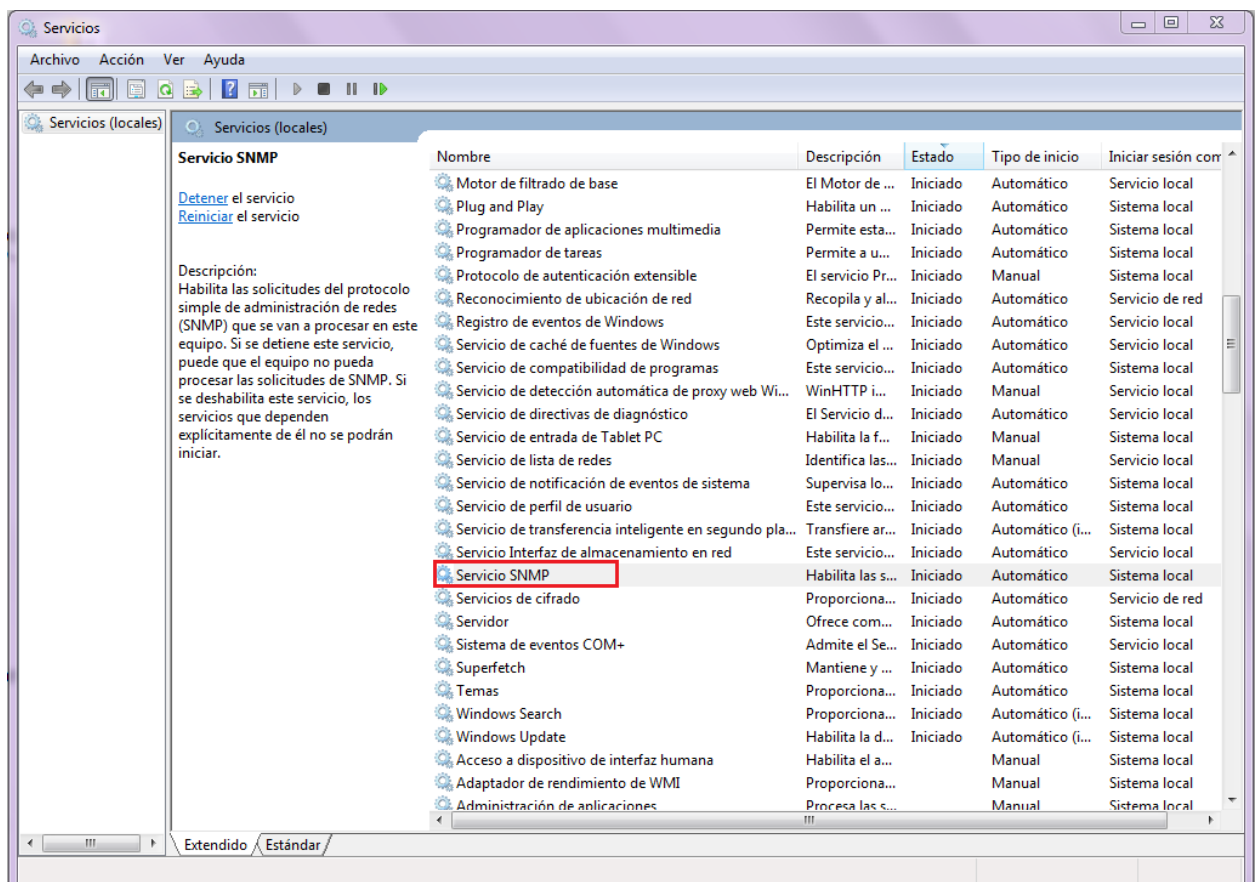 Servicios
Archivo Acción Ver Ayuda
Servicios (locales)
Servicios (locales)
Servicio SNMP
Detener el servicio
Reiniciar el servicio
Descripción:
Habilita las solicitudes del protocolo
simple de administración de redes
(SNMP) que se van a procesar en este
equipo. Si se detiene este servicio,
puede que el equipo no pueda
procesar las solicitudes de SNMP. Si
se deshabilita este servicio, los
servicios que dependen
explícitamente de él no se podrán
iniciar.
Nombre Descripción Estado Tipo de inicio Iniciar sesión com
Motor de filtrado de base El Motor de ... Iniciado Automático Servicio local
Plug and Play Habilita un ... Iniciado Automático Sistema local
Programador de aplicaciones multimedia Permite esta... Iniciado Automático Sistema local
Programador de tareas Permite a u... Iniciado Automático Sistema local
Protocolo de autenticación extensible El servicio Pr... Iniciado Manual Sistema local
Reconocimiento de ubicación de red Recopila y al... Iniciado Automático Servicio de red
Registro de eventos de Windows Este servicio... Iniciado Automático Servicio local
Servicio de caché de fuentes de Windows Optimiza el ... Iniciado Automático Servicio local
Servicio de compatibilidad de programas Este servicio... Iniciado Automático Sistema local
Servicio de detección automática de proxy web Wi... WinHTTP i... Iniciado Manual Servicio local
Servicio de directivas de diagnóstico El Servicio d... Iniciado Automático Servicio local
Servicio de entrada de Tablet PC Habilita la f... Iniciado Manual Sistema local
Servicio de lista de redes Identifica las... Iniciado Manual Servicio local
Servicio de notificación de eventos de sistema Supervisa lo... Iniciado Automático Sistema local
Servicio de perfil de usuario Este servicio... Iniciado Automático Sistema local
Servicio de transferencia inteligente en segundo pla... Transfiere ar... Iniciado Automático (i... Sistema local
Servicio Interfaz de almacenamiento en red Este servicio... Iniciado Automático Servicio local
Servicio SNMP Habilita las s... Iniciado Automático Sistema local
Servicios de cifrado Proporciona... Iniciado Automático Servicio de red
Servidor Ofrece com... Iniciado Automático Sistema local
Sistema de eventos COM+ Admite el Se... Iniciado Automático Servicio local
Superfetch Mantiene y ... Iniciado Automático Sistema local
Temas Proporciona... Iniciado Automático Sistema local
Windows Search Proporciona... Iniciado Automático (i... Sistema local
Windows Update Habilita la d... Iniciado Automático (i... Sistema local
Acceso a dispositivo de interfaz humana Habilita el a... Manual Sistema local
Adaptador de rendimiento de WMI Proporciona... Manual Sistema local
Administración de aplicaciones Procesa las s... Manual Sistema local
Extendido Estándar